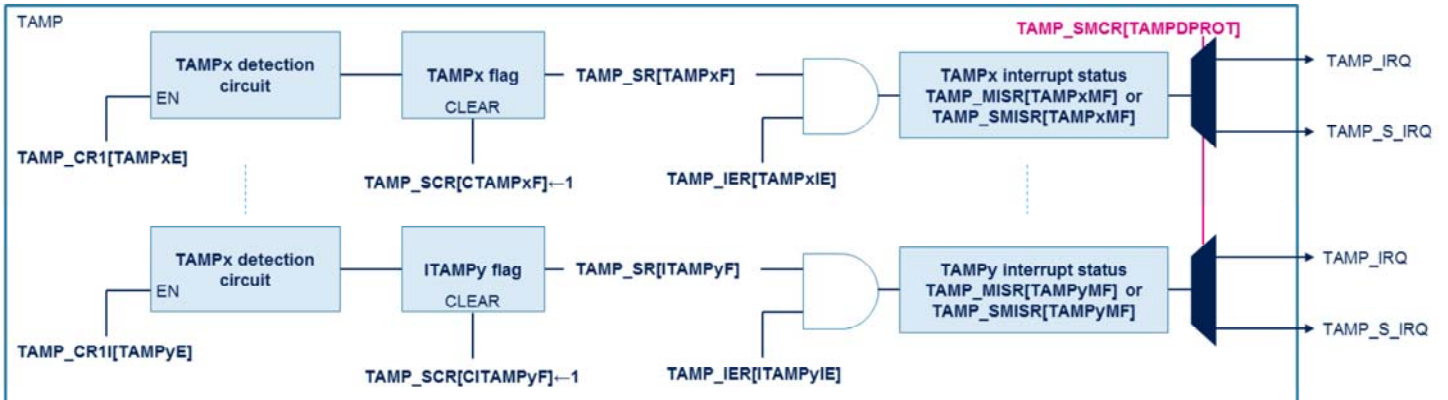 TAMP
TAMP_SMCR[TAMPDPROT]
TAMPx detection
circuit
EN
TAMP_CR1[TAMPxE]
TAMPx flag
CLEAR
TAMP_SCR[CTAMPxF]←1
TAMP_SR[TAMPxF]
TAMP_IER[TAMPxIE]
TAMPx interrupt status
TAMP_MISR[TAMPxMF] or
TAMP_SMISR[TAMPxMF]
TAMP_IRQ
TAMP_S_IRQ
TAMPx detection
circuit
EN
TAMP_CR1I[TAMPyE]
ITAMPy flag
CLEAR
TAMP_SCR[CITAMPyF]←1
TAMP_SR[ITAMPyF]
TAMP_IER[ITAMPyIE]
TAMPy interrupt status
TAMP_MISR[TAMPyMF] or
TAMP_SMISR[TAMPyMF]
TAMP_IRQ
TAMP_S_IRQ